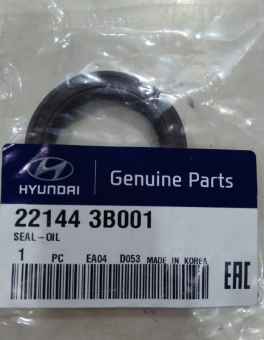 HYUNDAI
Genuine Parts
22144 3B001
SEAL-OIL
1 PC EA04 D053 MADE IN KOREA
EAC